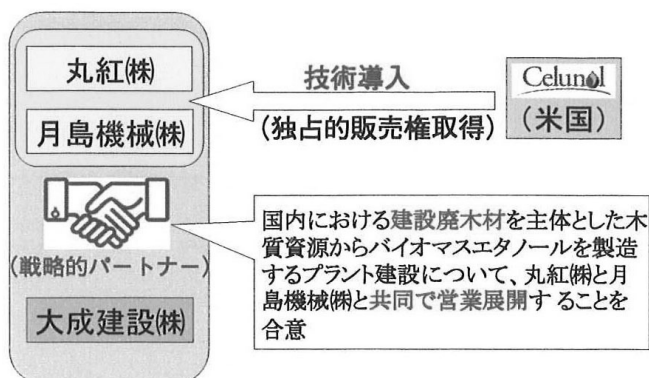 丸紅㈱
月島機械㈱
技術導入
(独占的販売権取得)
Celunol
(米国)
(戦略的パートナー)
大成建設㈱
国内における建設廃木材を主体とした木
質資源からバイオマスエタノールを製造
するプラント建設について、丸紅㈱と月
島機械㈱と共同で営業展開することを
合意